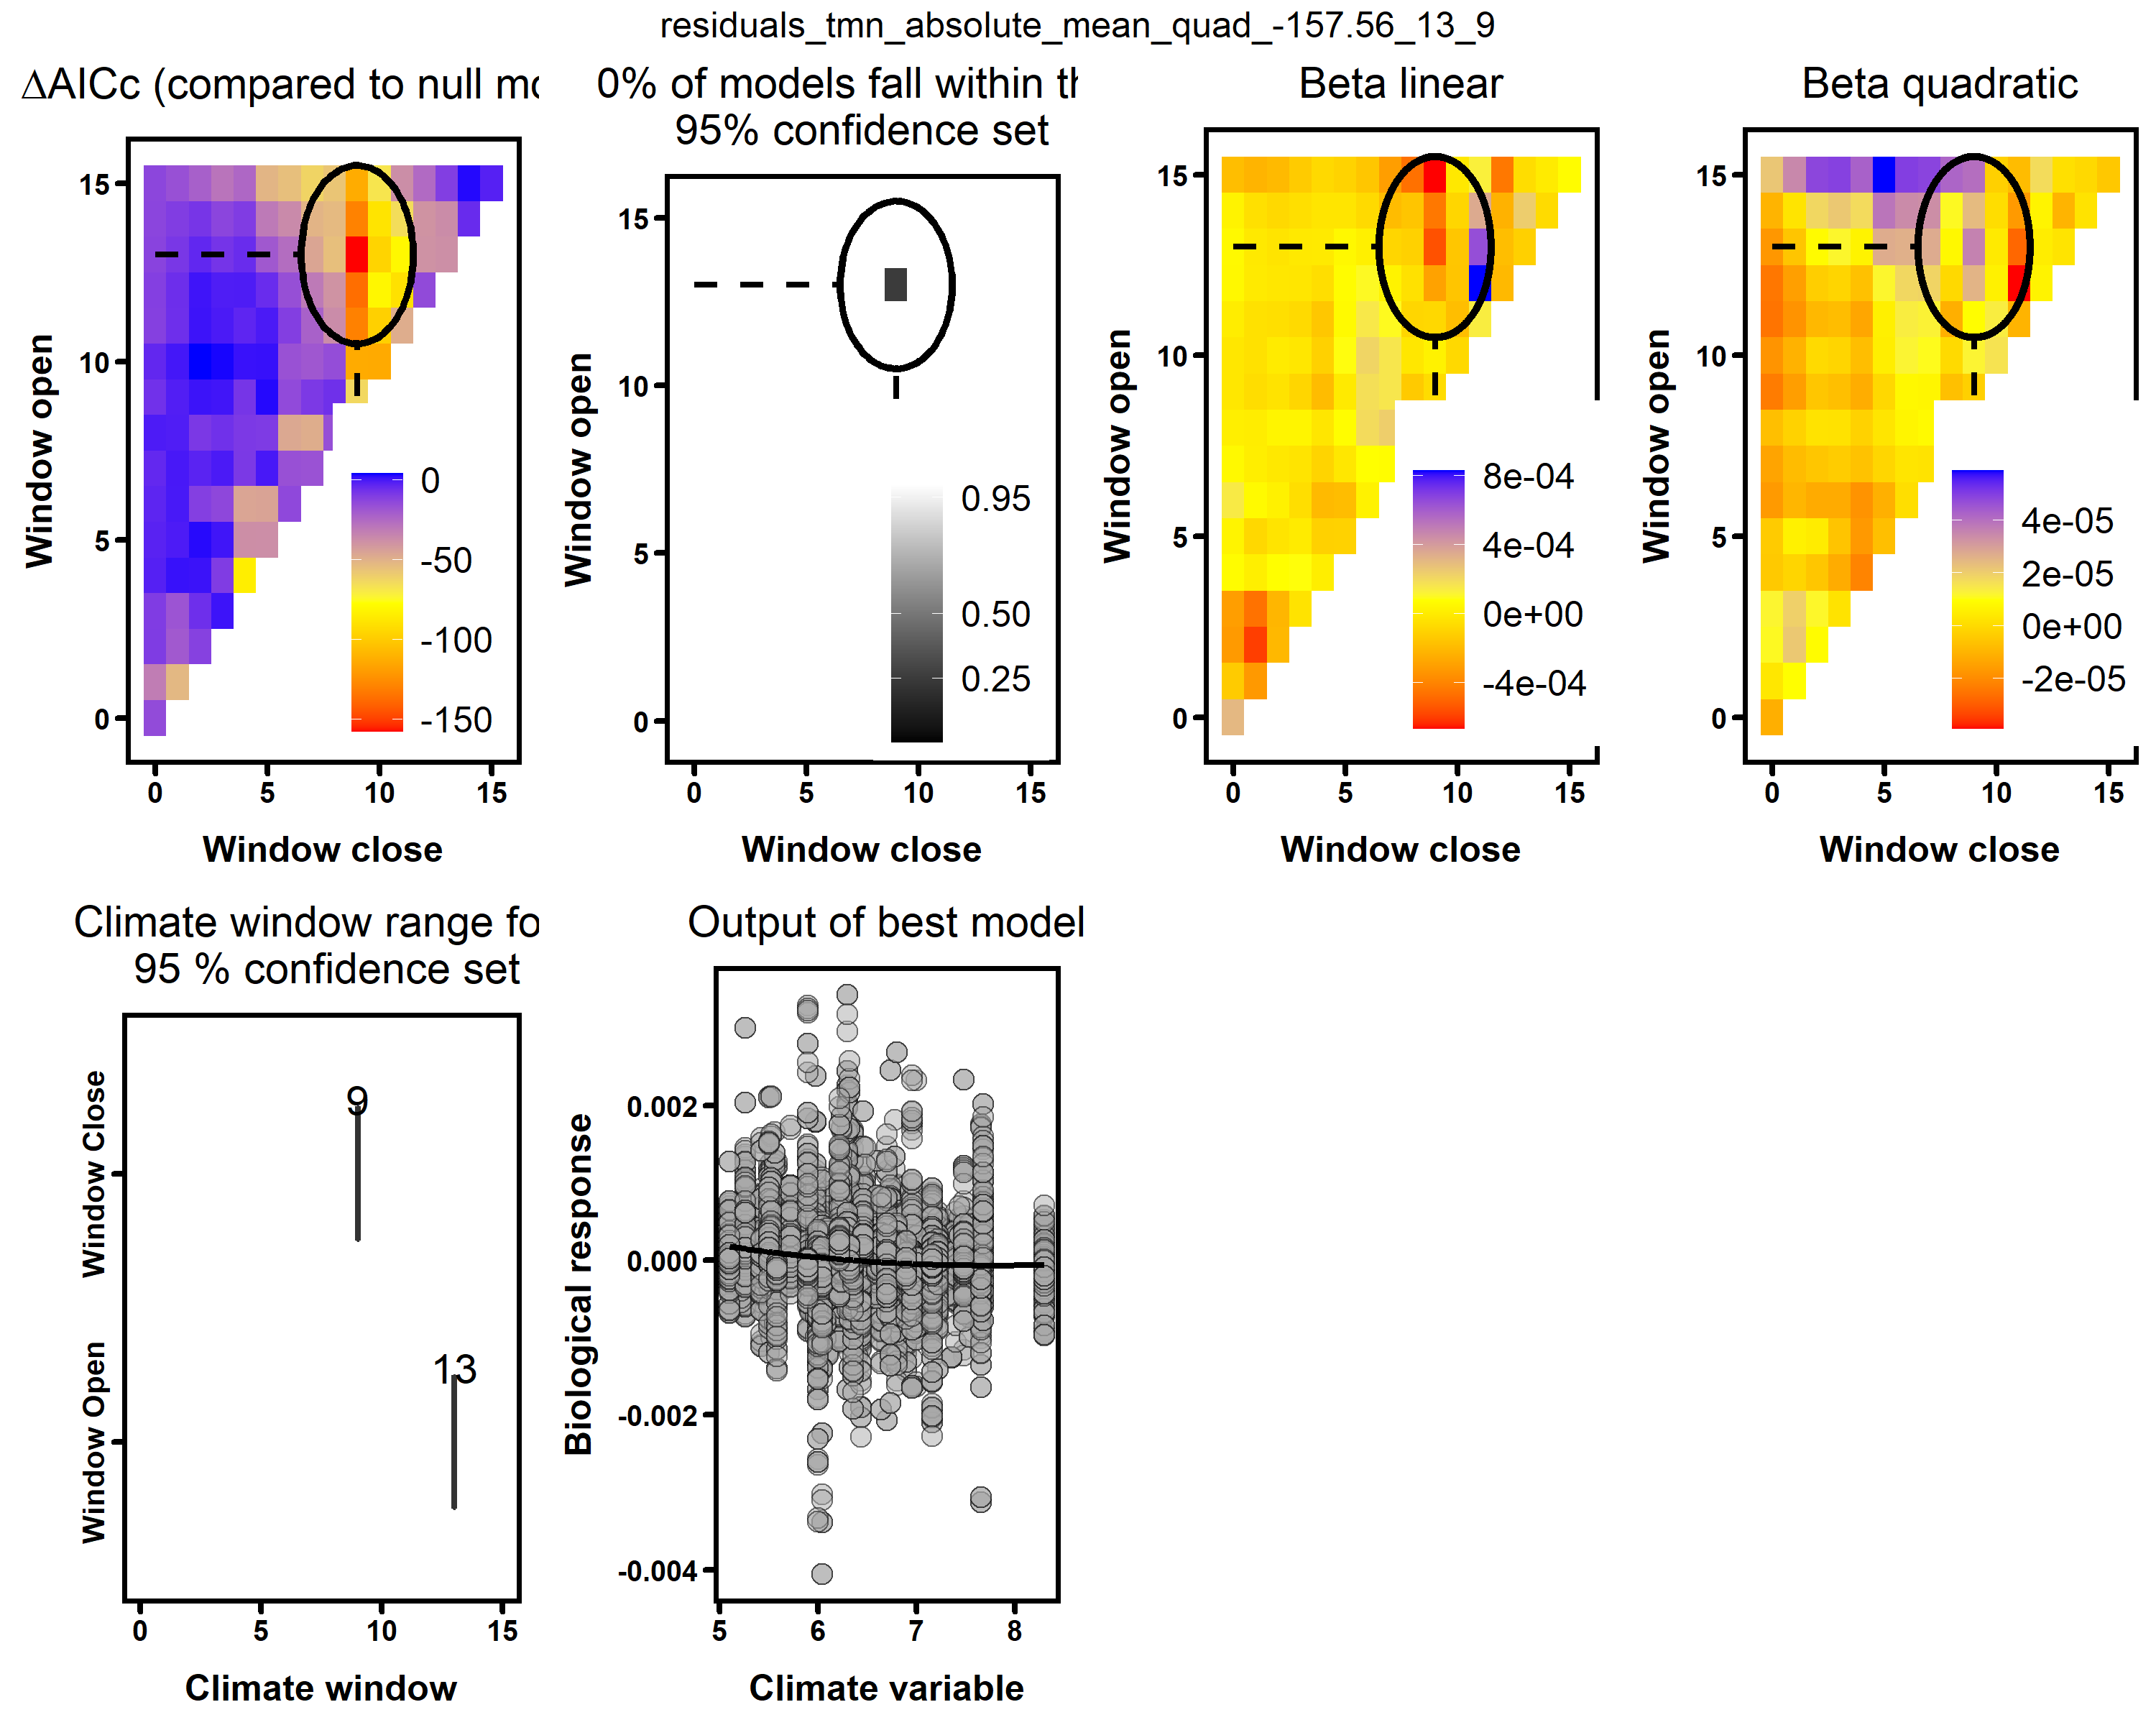 residuals_tmn_absolute_mean_quad_-157.56_13_9
ΔAICc (compared to null mo
0% of models fall within th
95% confidence set
Beta linear
Beta quadratic
Window open
15
10
5
0
0
-50
-100
-150
0 5 10 15
Window close
Window open
15
10
5
0
0.95
0.50
0.25
0 5 10 15
Window close
Window open
15
10
5
0
8e-04
4e-04
0e+00
-4e-04
0 5 10 15
Window close
Window open
15
10
5
0
4e-05
2e-05
0e+00
-2e-05
0 5 10 15
Window close
Climate window range fo
95 % confidence set
Window Close
Window Open
9
13
0 5 10 15
Climate window
Output of best model
Biological response
0.002
0.000
-0.002
-0.004
5 6 7 8
Climate variable